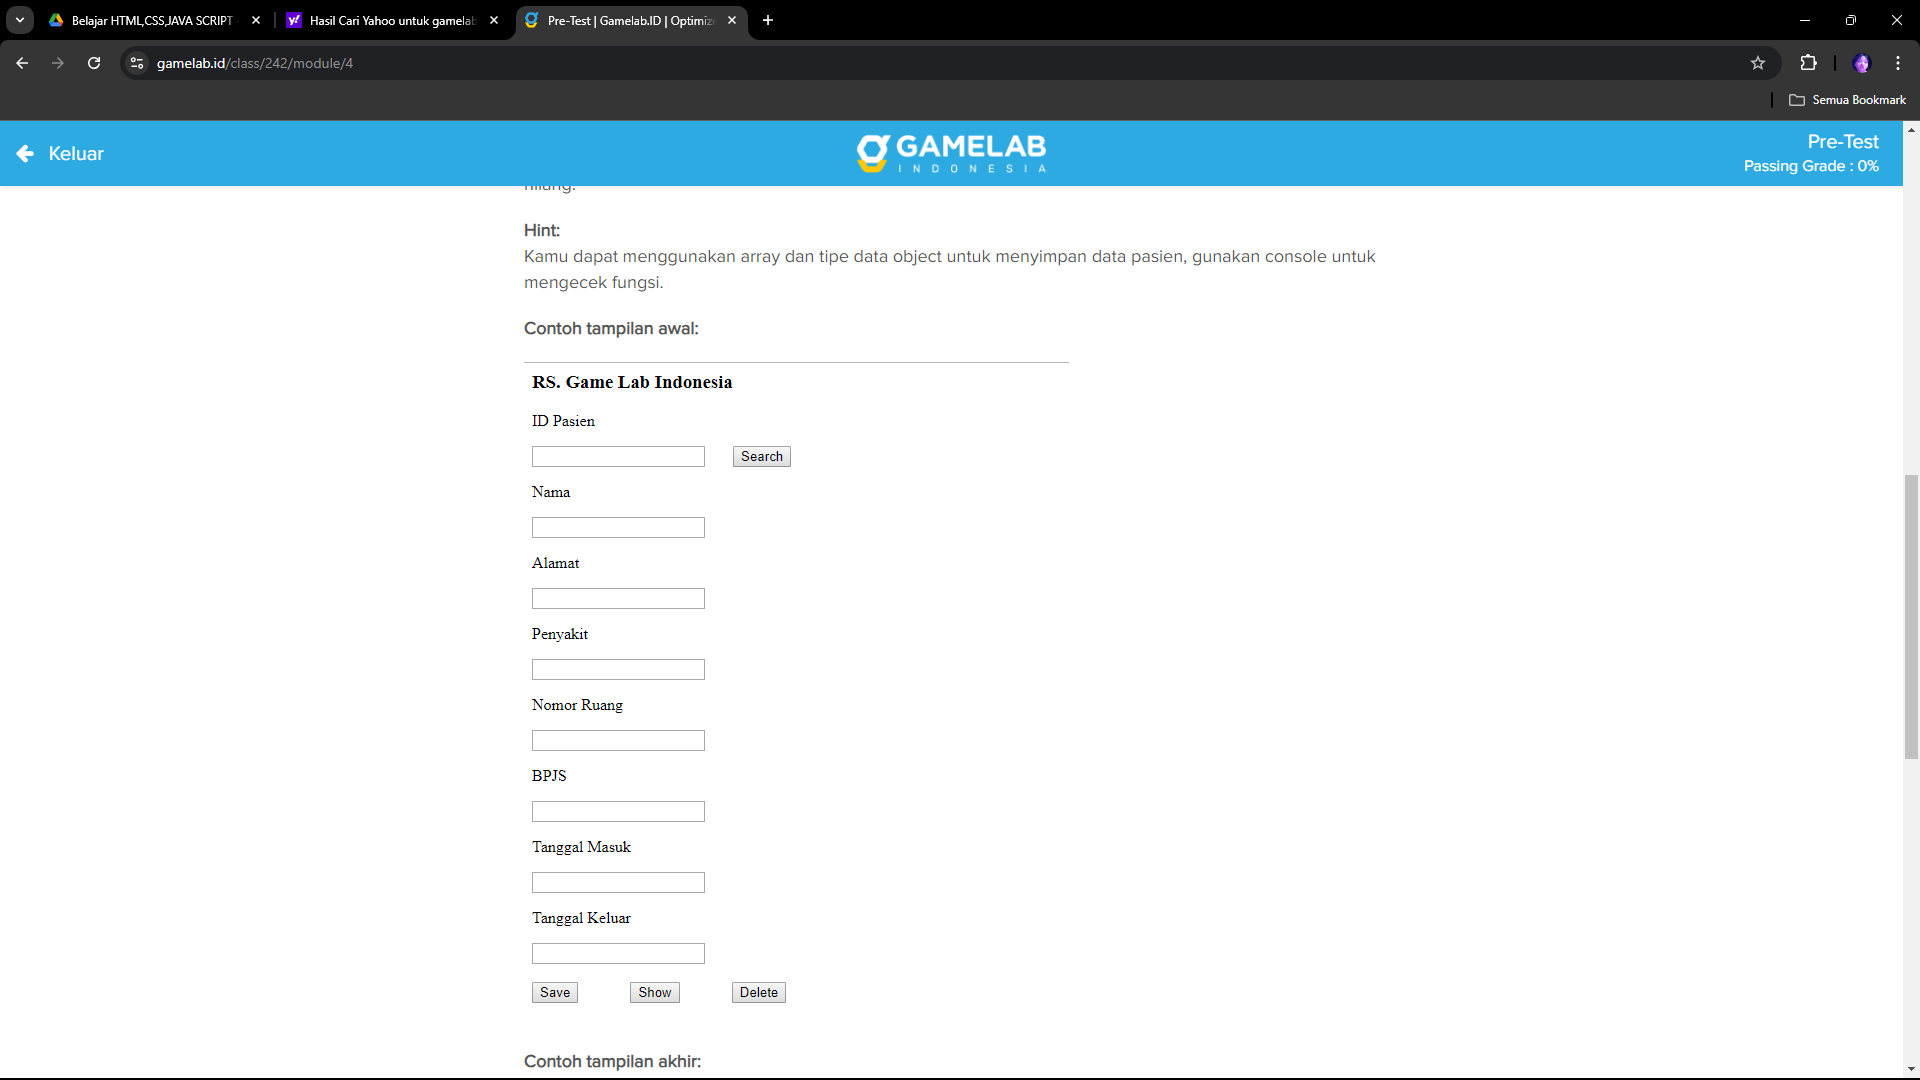 Belajar HTML,CSS,JAVA SCRIPT
Hasil Cari Yahoo untuk gamelab
Pre-Test | Gamelab.ID | Optimiz
gamelab.id/class/242/module/4
Semua Bookmark
Keluar
GAMELAB
INDONESIA
Pre-Test
Passing Grade : 0%
hilang.
Hint:
Kamu dapat menggunakan array dan tipe data object untuk menyimpan data pasien, gunakan console untuk
mengecek fungsi.
Contoh tampilan awal:
RS. Game Lab Indonesia
ID Pasien
Search
Nama
Alamat
Penyakit
Nomor Ruang
BPJS
Tanggal Masuk
Tanggal Keluar
Save Show Delete
Contoh tampilan akhir: